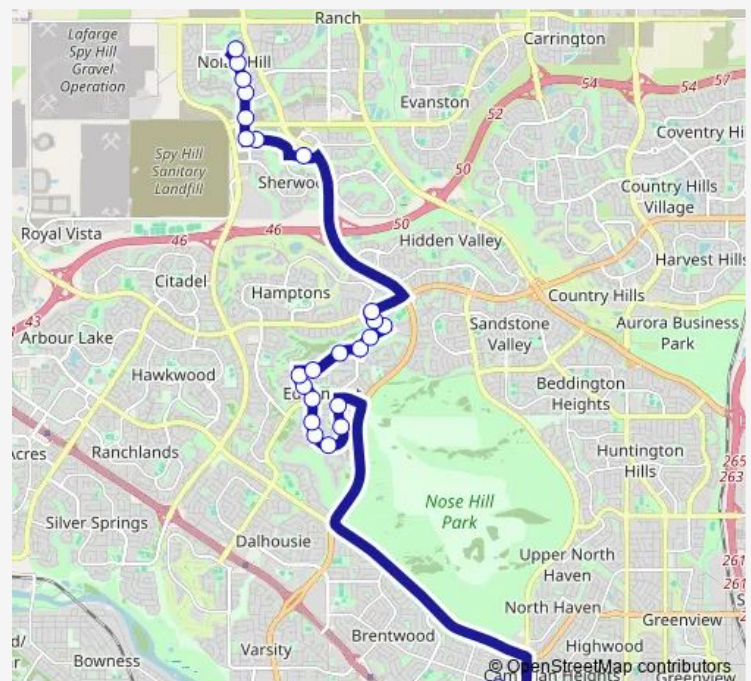 Ranch
Lafarge
Spy Hill
Gravel
Operation
Carrington
Hill
54
54
57
Evanston
52
Coventry
Spy Hill
Sanitary
Landfill
50
Country Hills
Village
Royal Vista
46
46
50
Hidden Valley
Harvest Hills
Citadel
Hamptons
Country Hills
43
Arbour Lake
Sandstone
Valley
Aurora Business
Park
Hawkwood
Beddington
Heights
Ranchlands
Huntington
Hills
265
263
Nose Hill
Park
Silver Springs
Dalhousie
Upper North
Haven
261
261
North Haven
Greenview
Brentwood
Varsity
Highwood
Bowness
© OpenStreetMap contributors